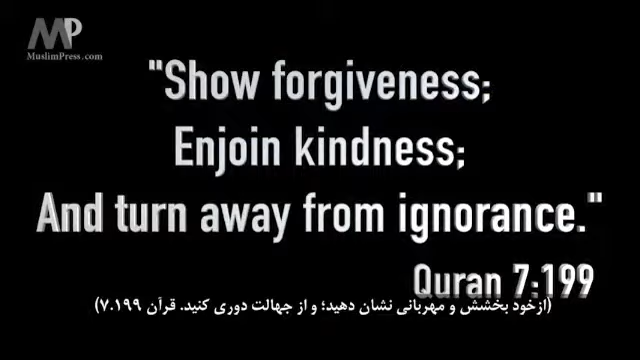 MP
MuslimPress.com
"Show forgiveness;
Enjoin kindness;
And turn away from ignorance."
Quran 7:199
(ازخود بخشش و مهربانی نشان دهید؛ و از جهالت دوری کنید. قرآن ۷.۱۹۹)